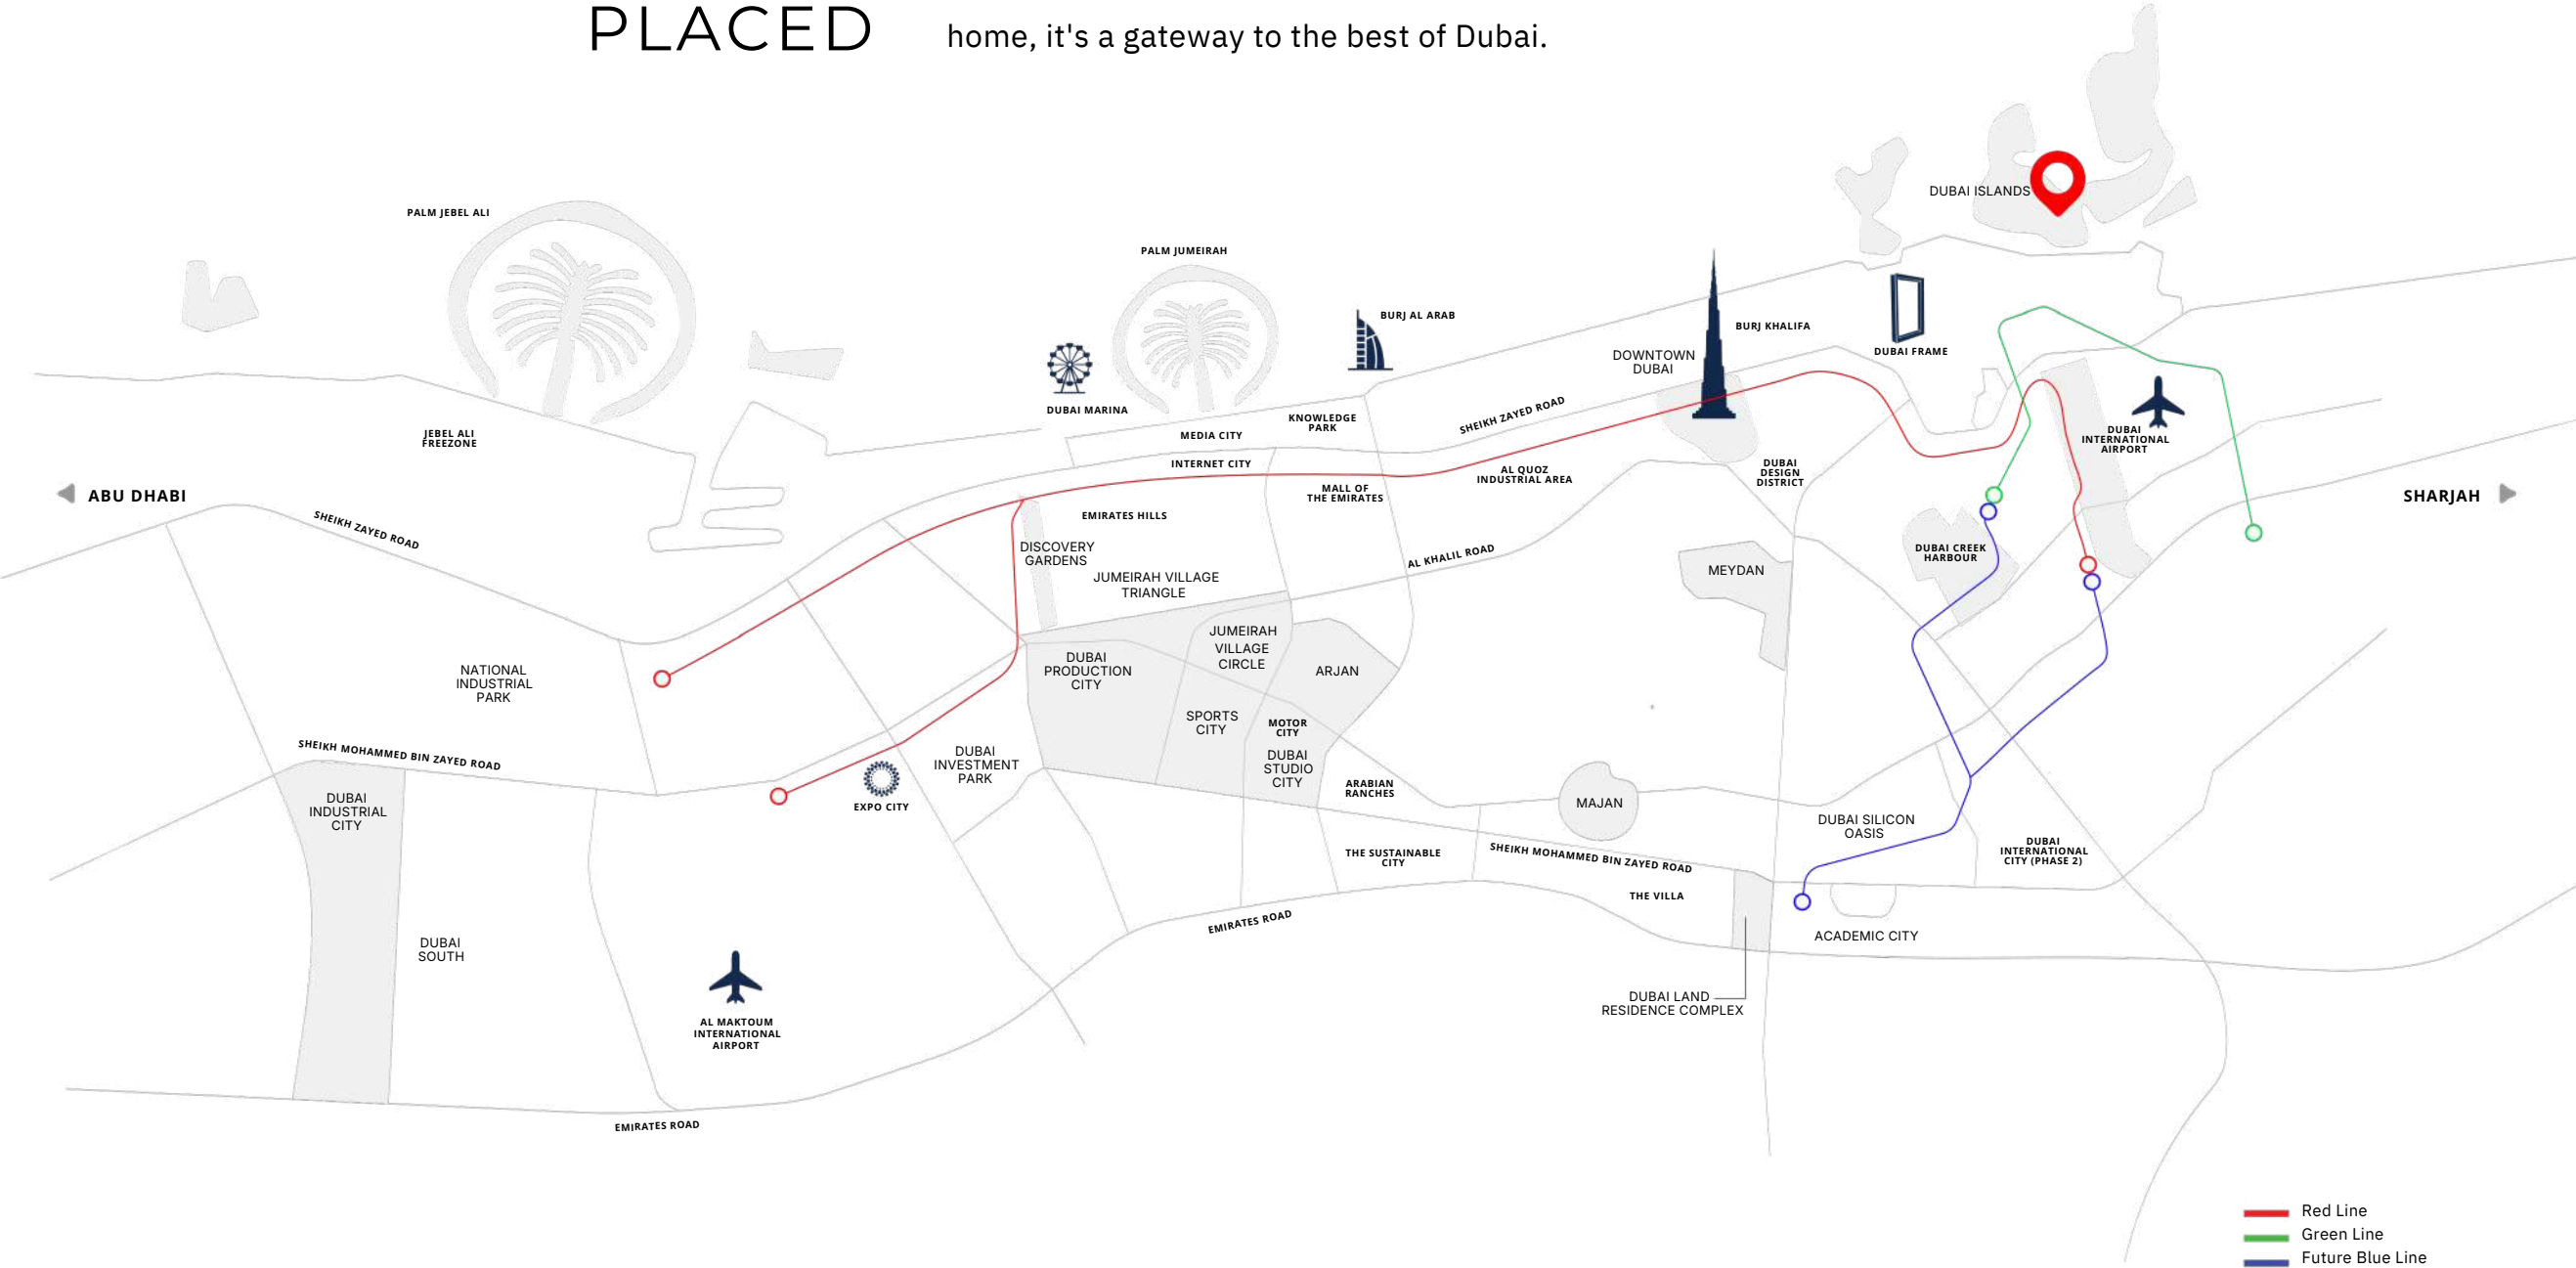 PLACED
home, it's a gateway to the best of Dubai.
DUBAI ISLANDS
PALM JEBEL ALI
PALM JUMEIRAH
BURJ AL ARAB
BURJ KHALIFA
DUBAI FRAME
DOWNTOWN
DUBAI
DUBAI MARINA
KNOWLEDGE
PARK
SHEIKH ZAYED ROAD
MEDIA CITY
JEBEL ALI
FREEZONE
DUBAI
INTERNATIONAL
AIRPORT
INTERNET CITY
AL QUOZ
INDUSTRIAL AREA
DUBAI
DESIGN
DISTRICT
MALL OF
THE EMIRATES
ABU DHABI
SHARJAH
SHEIKH ZAYED ROAD
EMIRATES HILLS
DISCOVERY
GARDENS
AL KHALIL ROAD
DUBAI CREEK
HARBOUR
MEYDAN
JUMEIRAH VILLAGE
TRIANGLE
JUMEIRAH
VILLAGE
CIRCLE
DUBAI
PRODUCTION
CITY
ARJAN
NATIONAL
INDUSTRIAL
PARK
SPORTS
CITY
MOTOR
CITY
SHEIKH MOHAMMED BIN ZAYED ROAD
DUBAI
INVESTMENT
PARK
DUBAI
STUDIO
CITY
ARABIAN
RANCHES
EXPO CITY
MAJAN
DUBAI
INDUSTRIAL
CITY
DUBAI SILICON
OASIS
DUBAI
INTERNATIONAL
CITY (PHASE 2)
THE SUSTAINABLE
CITY
SHEIKH MOHAMMED BIN ZAYED ROAD
THE VILLA
EMIRATES ROAD
ACADEMIC CITY
DUBAI
SOUTH
DUBAI LAND
RESIDENCE COMPLEX
AL MAKTOUM
INTERNATIONAL
AIRPORT
EMIRATES ROAD
Red Line
Green Line
Future Blue Line